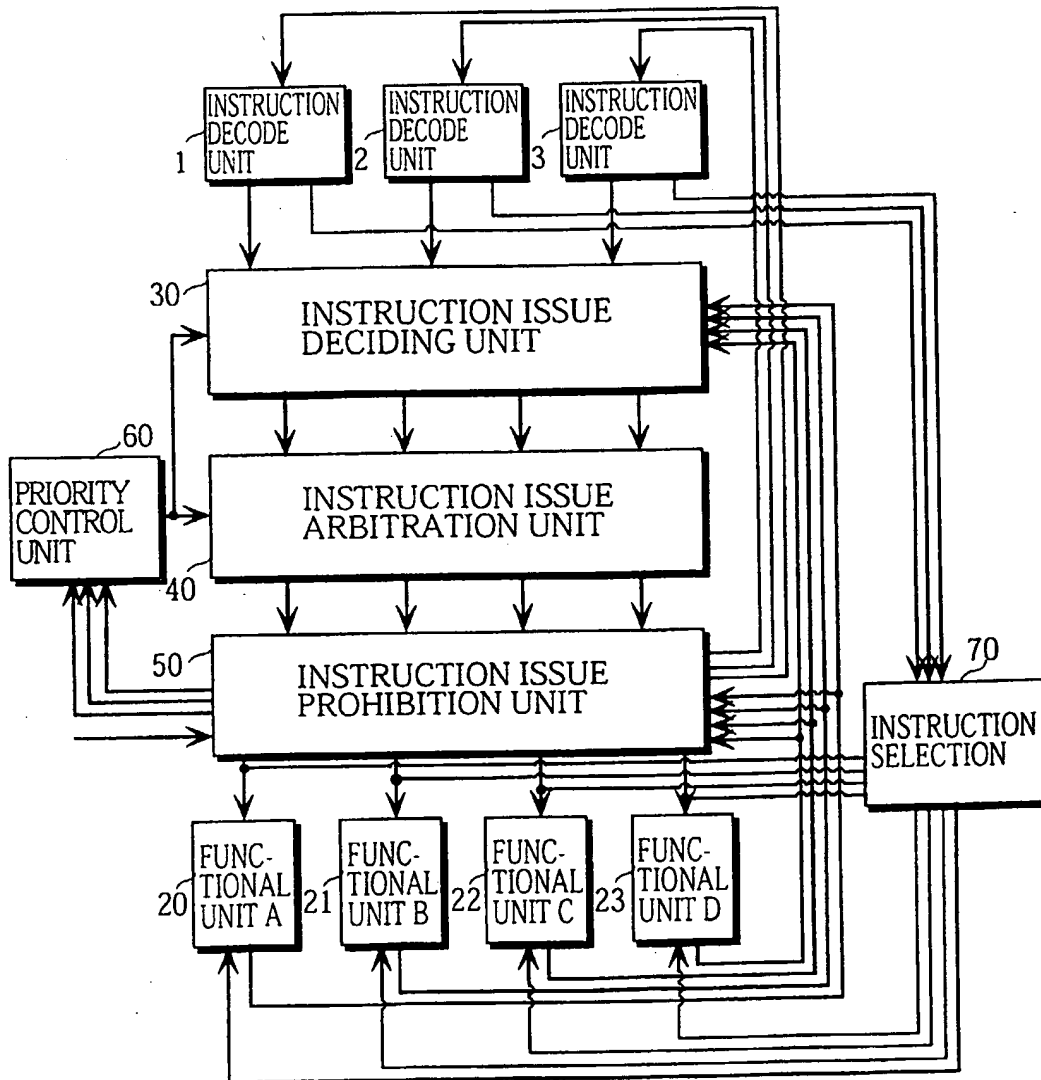 INSTRUCTION
DECODE
UNIT
1
INSTRUCTION
DECODE
UNIT
2
INSTRUCTION
DECODE
UNIT
3
30
INSTRUCTION ISSUE
DECIDING UNIT
60
PRIORITY
CONTROL
UNIT
INSTRUCTION ISSUE
ARBITRATION UNIT
40
50
INSTRUCTION ISSUE
PROHIBITION UNIT
70
INSTRUCTION
SELECTION
FUNC-
TIONAL
UNIT A
20
FUNC-
TIONAL
UNIT B
21
FUNC-
TIONAL
UNIT C
22
FUNC-
TIONAL
UNIT D
23